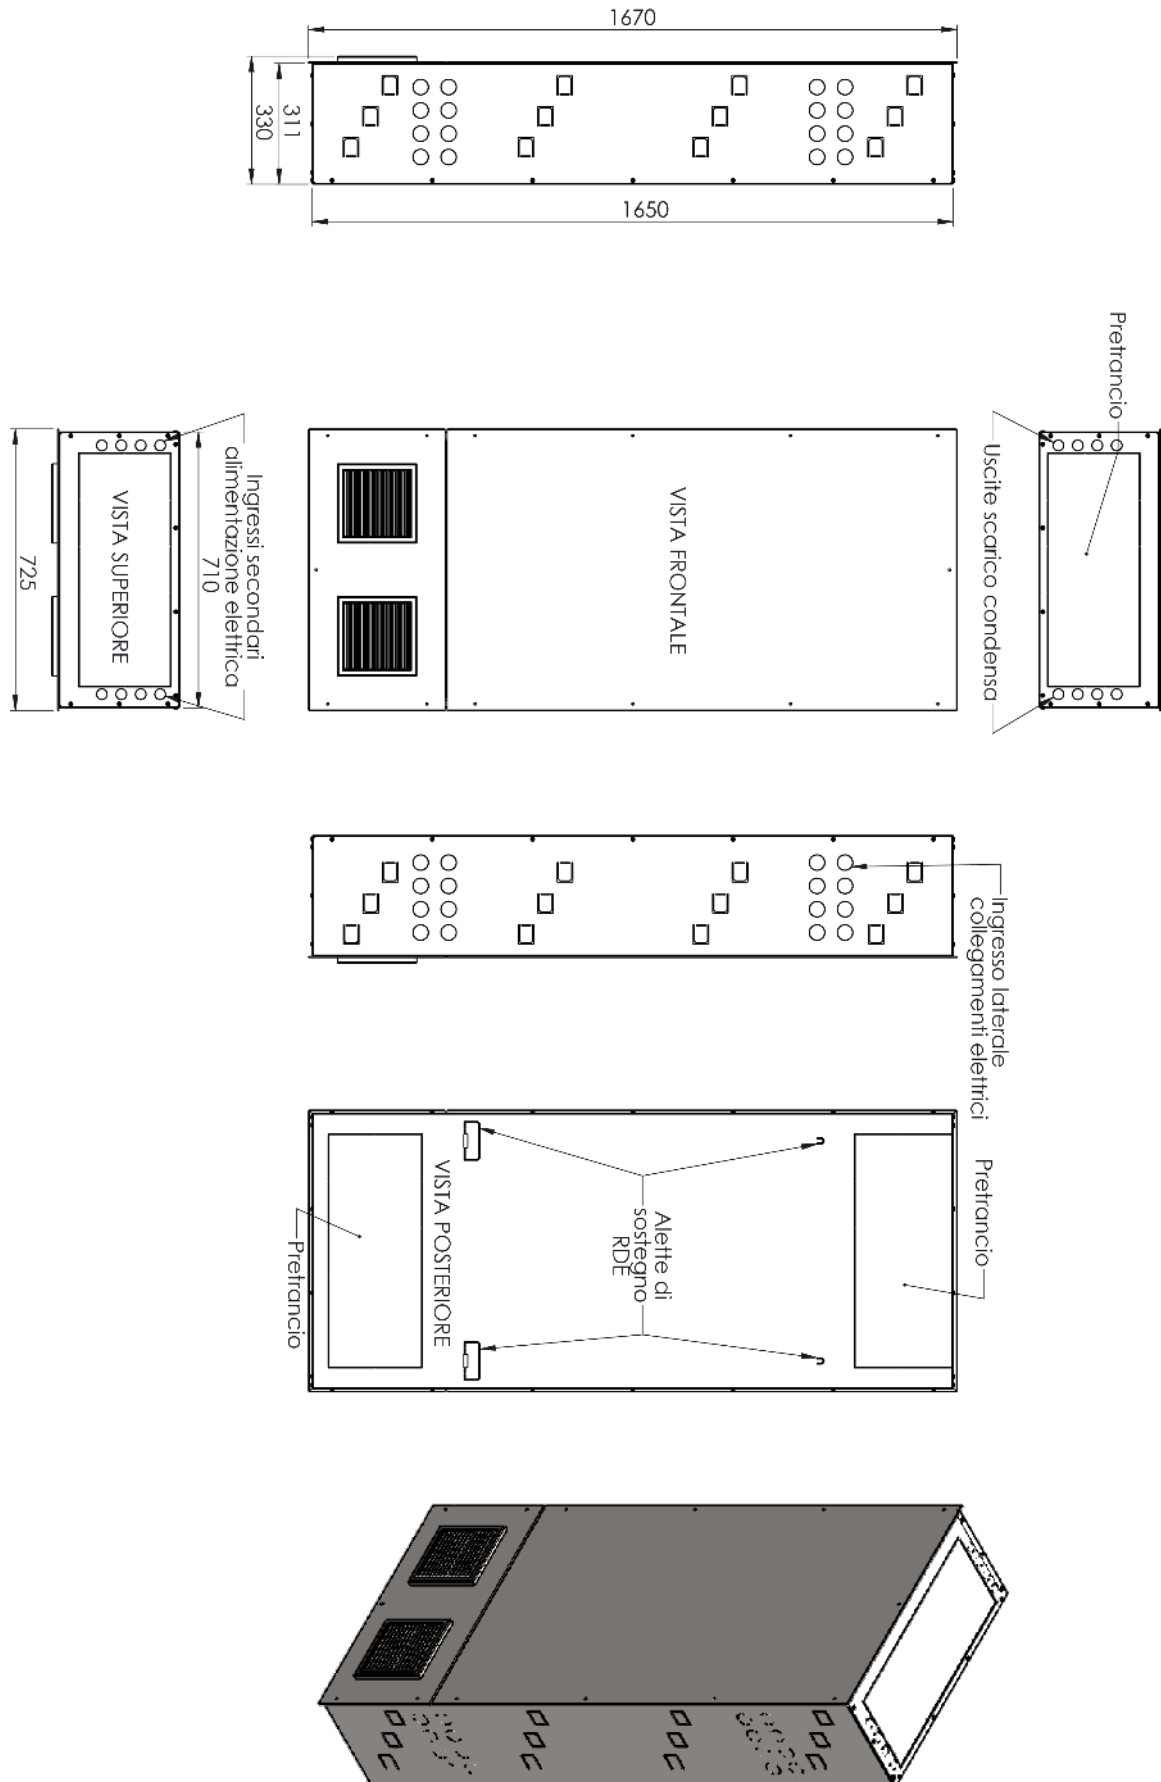 1670
311
330
1650
Pretrancio
Uscite scarico condensa
VISTA FRONTALE
VISTA SUPERIORE
Ingressi secondari
alimentazione elettrica
710
725
Ingresso laterale
collegamenti elettrici
Pretrancio
Alette di
sostegno
RDE
VISTA POSTERIORE
Pretrancio